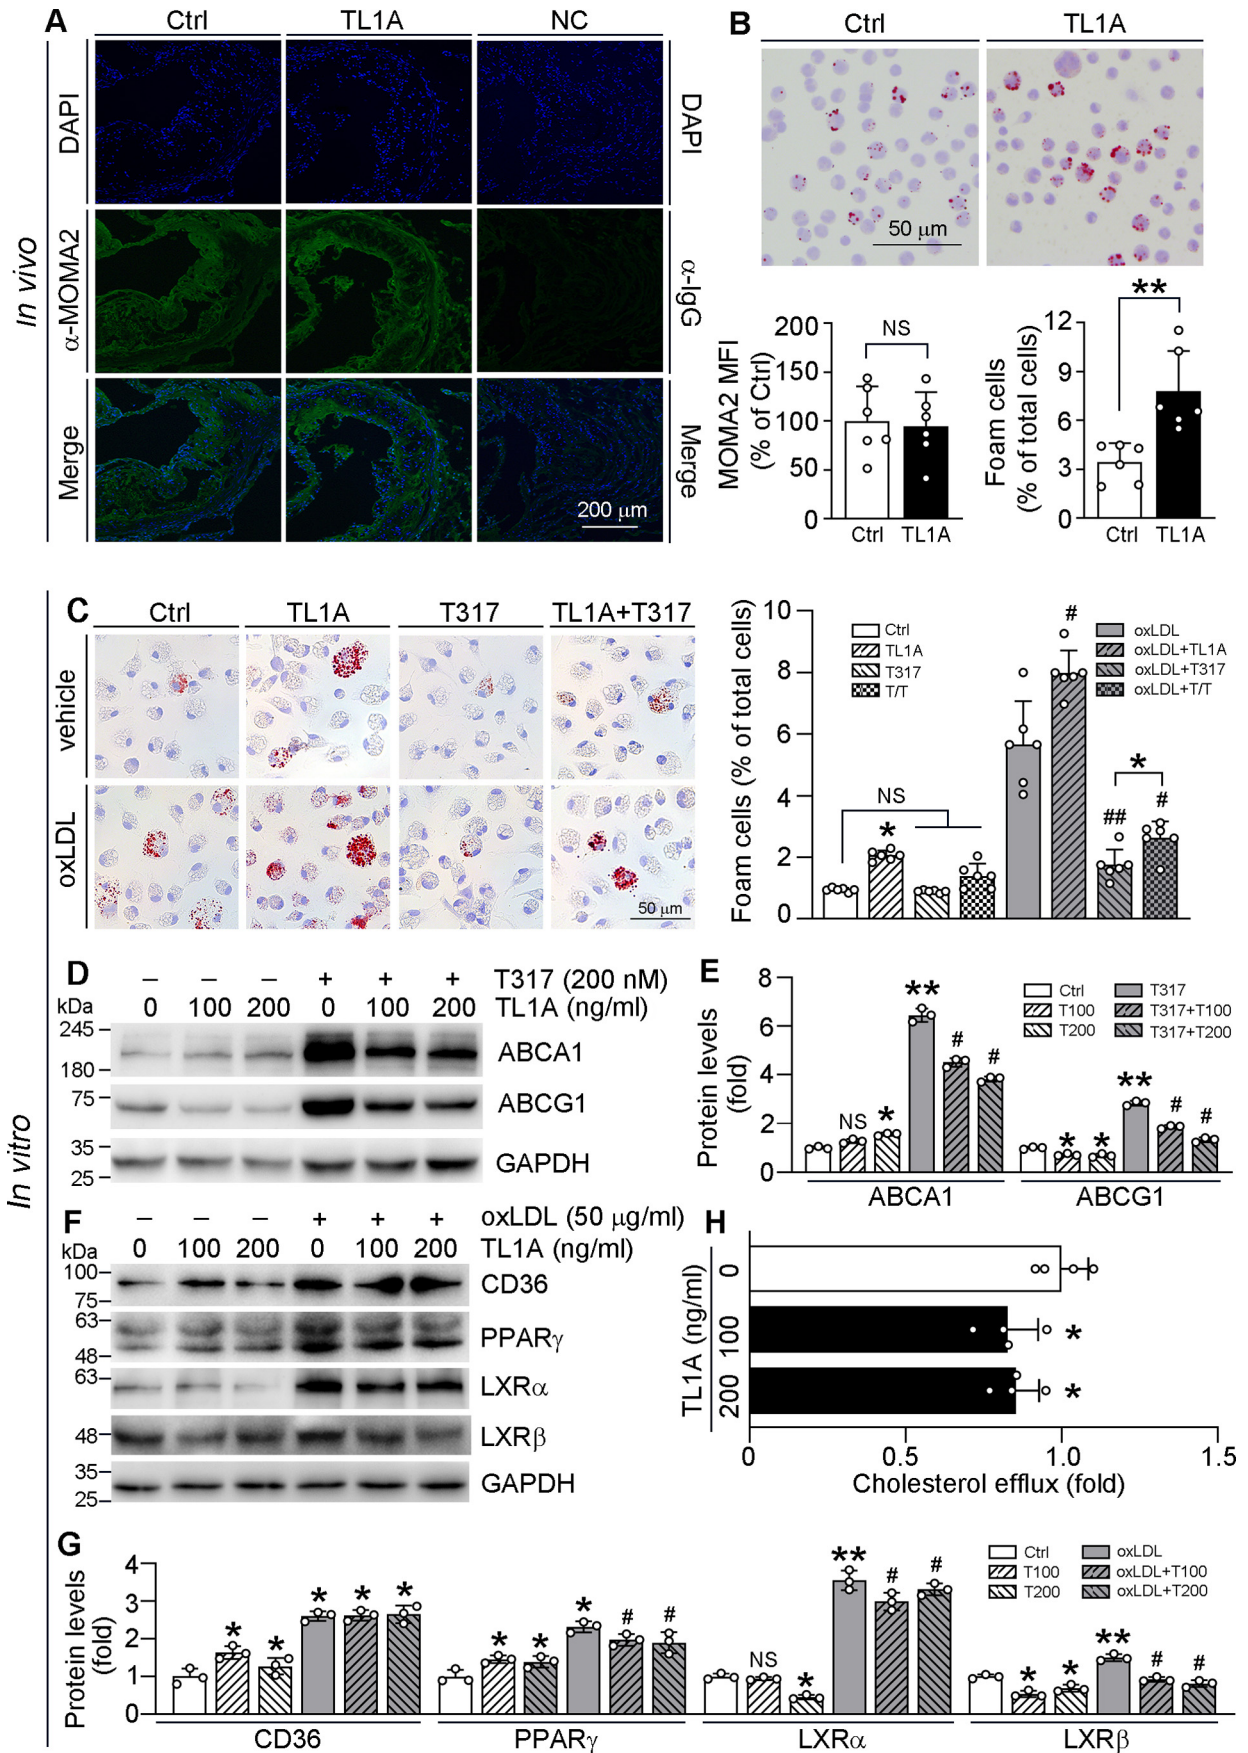 A
Ctrl TL1A NC
In vivo
DAPI
α-MOMA2
Merge
DAPI
α-IgG
Merge
200 μm
B
Ctrl TL1A
50 μm
MOMA2 MFI
(% of Ctrl)
200
150
100
50
0
NS
Ctrl TL1A
Foam cells
(% of total cells)
12
9
6
3
0
**
Ctrl TL1A
In vitro
C
Ctrl TL1A T317 TL1A+T317
vehicle
oxLDL
50 μm
Foam cells (% of total cells)
10
8
6
4
2
0
Ctrl
TL1A
T317
T/T
oxLDL
oxLDL+TL1A
oxLDL+T317
oxLDL+T/T
NS
*
#
##
*
#
D
– – – + + + T317 (200 nM)
kDa 0 100 200 0 100 200 TL1A (ng/ml)
245
180
ABCA1
75
ABCG1
35
25
GAPDH
E
Protein levels
(fold)
8
6
4
2
0
Ctrl
T100
T200
T317
T317+T100
T317+T200
NS * ** # #
* * ** # #
ABCA1 ABCG1
F
– – – + + + oxLDL (50 μg/ml)
kDa 0 100 200 0 100 200 TL1A (ng/ml)
100
75
CD36
63
48
PPARγ
63
LXRα
48
LXRβ
35
25
GAPDH
H
TL1A (ng/ml)
0
100
200
*
*
0 0.5 1.0 1.5
Cholesterol efflux (fold)
G
Protein levels
(fold)
4
3
2
1
0
Ctrl
T100
T200
oxLDL
oxLDL+T100
oxLDL+T200
* * * * *
* * * # #
NS * ** # #
* * ** # #
CD36 PPARγ LXRα LXRβ